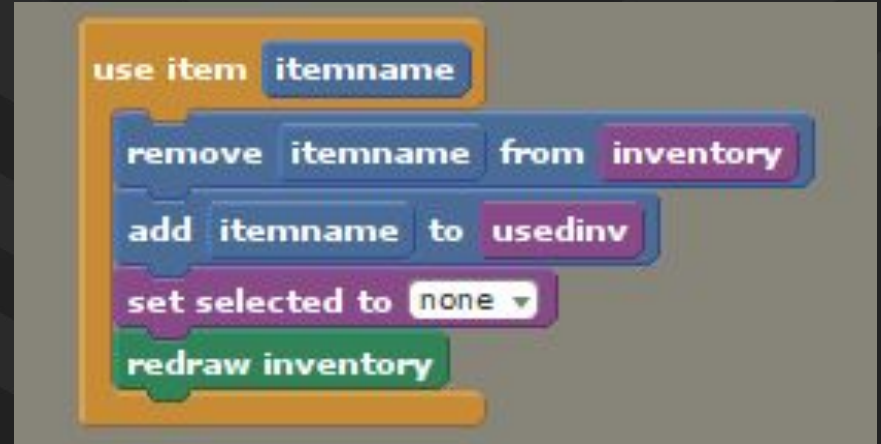 use item itemname
remove itemname from inventory
add itemname to usedinv
set selected to none
redraw inventory